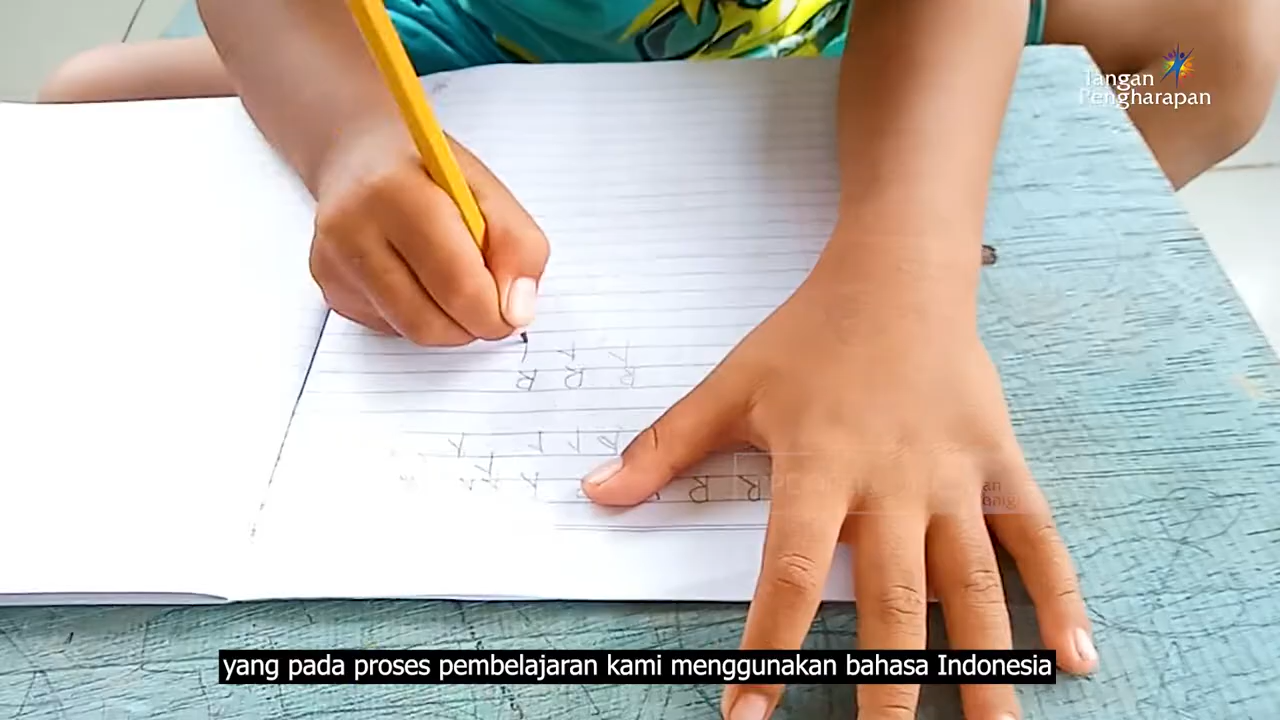 Tangan
Pengharapan
R R R
R R
yang pada proses pembelajaran kami menggunakan bahasa Indonesia